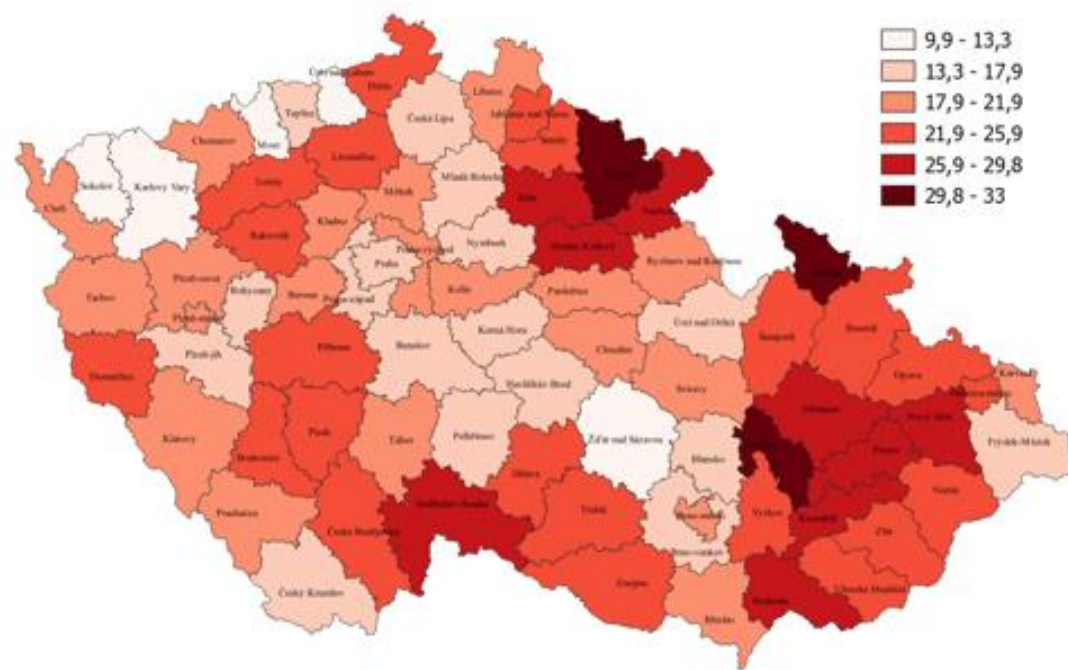 9,9 - 13,3
13,3 - 17,9
17,9 - 21,9
21,9 - 25,9
25,9 - 29,8
29,8 - 33
Děčín
Liberec
Teplice
Česká Lípa
Jablonec nad Nisou
Chomutov
Most
Semily
Litoměřice
Sokolov
Karlovy Vary
Louny
Mělník
Mladá Boleslav
Jičín
Náchod
Cheb
Rakovník
Kladno
Nymburk
Hradec Králové
Praha
Rychnov nad Kněžnou
Tachov
Plzeň-sever
Rokycany
Beroun
Praha-západ
Kolín
Pardubice
Ústí nad Orlicí
Šumperk
Bruntál
Plzeň-jih
Příbram
Benešov
Kutná Hora
Chrudim
Svitavy
Opava
Karviná
Domažlice
Havlíčkův Brod
Olomouc
Nový Jičín
Frýdek-Místek
Klatovy
Písek
Tábor
Pelhřimov
Žďár nad Sázavou
Blansko
Přerov
Strakonice
Jihlava
Vsetín
Jindřichův Hradec
Třebíč
Brno-město
Vyškov
Kroměříž
Prachatice
České Budějovice
Brno-venkov
Zlín
Český Krumlov
Znojmo
Uherské Hradiště
Hodonín
Břeclav